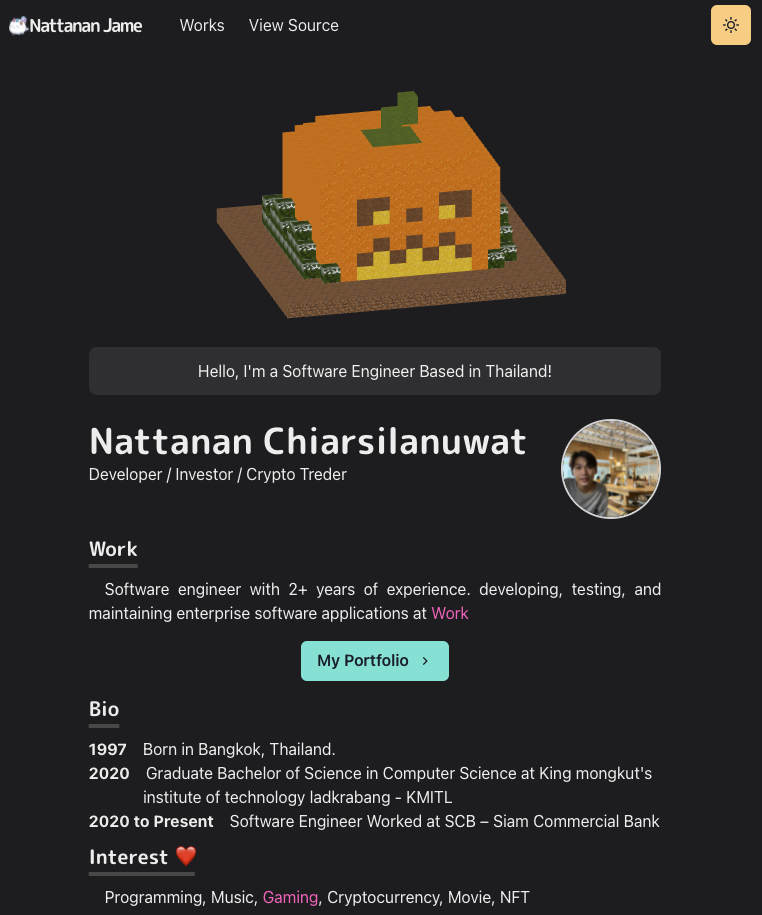 Nattanan Jame Works View Source
Hello, I'm a Software Engineer Based in Thailand!
Nattanan Chiarsilanuwat
Developer / Investor / Crypto Treder
Work
Software engineer with 2+ years of experience. developing, testing, and
maintaining enterprise software applications at Work
My Portfolio
Bio
1997 Born in Bangkok, Thailand.
2020 Graduate Bachelor of Science in Computer Science at King mongkut's
institute of technology ladkrabang - KMITL
2020 to Present Software Engineer Worked at SCB – Siam Commercial Bank
Interest ❤️
Programming, Music, Gaming, Cryptocurrency, Movie, NFT